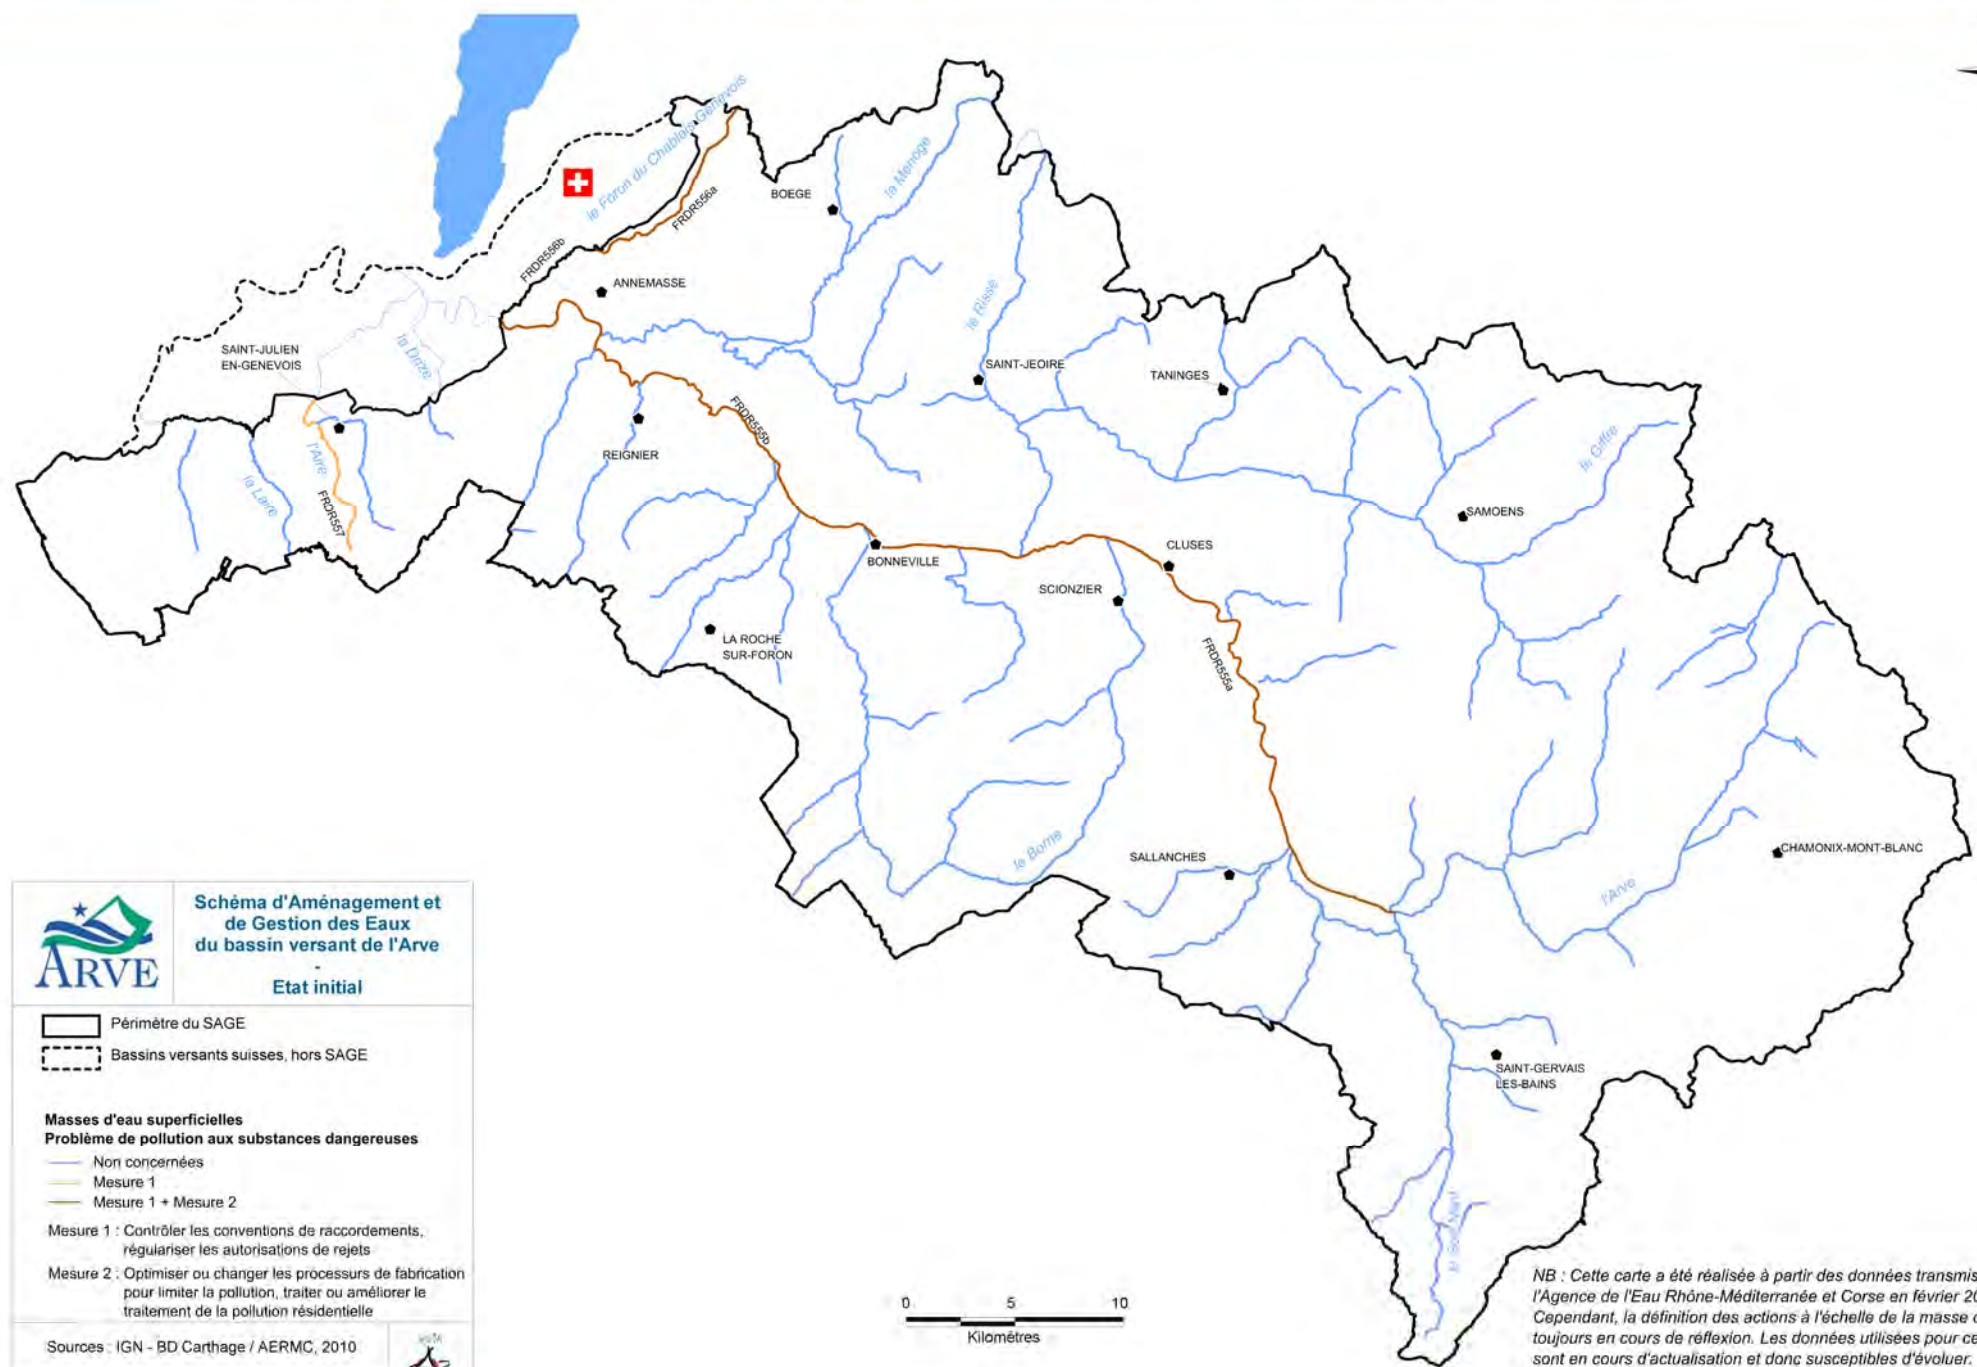 le Foron du Chablais Genevois
FRDR556a
FRDR556b
BOEGE
la Menoge
ANNEMASSE
le Risse
SAINT-JULIEN
EN-GENEVOIS
la Drize
SAINT-JEOIRE
TANINGES
FRDR555b
REIGNIER
l'Aire
la Laire
FRDR557
le Giffre
SAMOENS
BONNEVILLE
CLUSES
SCIONZIER
LA ROCHE
SUR-FORON
FRDR555a
le Borne
SALLANCHES
CHAMONIX-MONT-BLANC
l'Arve
SAINT-GERVAIS
LES-BAINS
ARVE
Schéma d'Aménagement et
de Gestion des Eaux
du bassin versant de l'Arve
-
Etat initial
Périmètre du SAGE
Bassins versants suisses, hors SAGE
Masses d'eau superficielles
Problème de pollution aux substances dangereuses
Non concernées
Mesure 1
Mesure 1 + Mesure 2
Mesure 1 : Contrôler les conventions de raccordements,
régulariser les autorisations de rejets
Mesure 2 : Optimiser ou changer les processurs de fabrication
pour limiter la pollution, traiter ou améliorer le
traitement de la pollution résidentielle
Sources : IGN - BD Carthage / AERMC, 2010
0 5 10
Kilomètres
NB : Cette carte a été réalisée à partir des données transmis
l'Agence de l'Eau Rhône-Méditerranée et Corse en février 20
Cependant, la définition des actions à l'échelle de la masse
toujours en cours de réflexion. Les données utilisées pour ce
sont en cours d'actualisation et donc susceptibles d'évoluer.